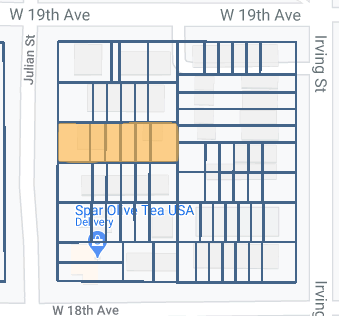 W 19th Ave
W 19th Ave
Julian St
Irving St
Spar Olive Tea USA
Delivery
W 18th Ave
Irving